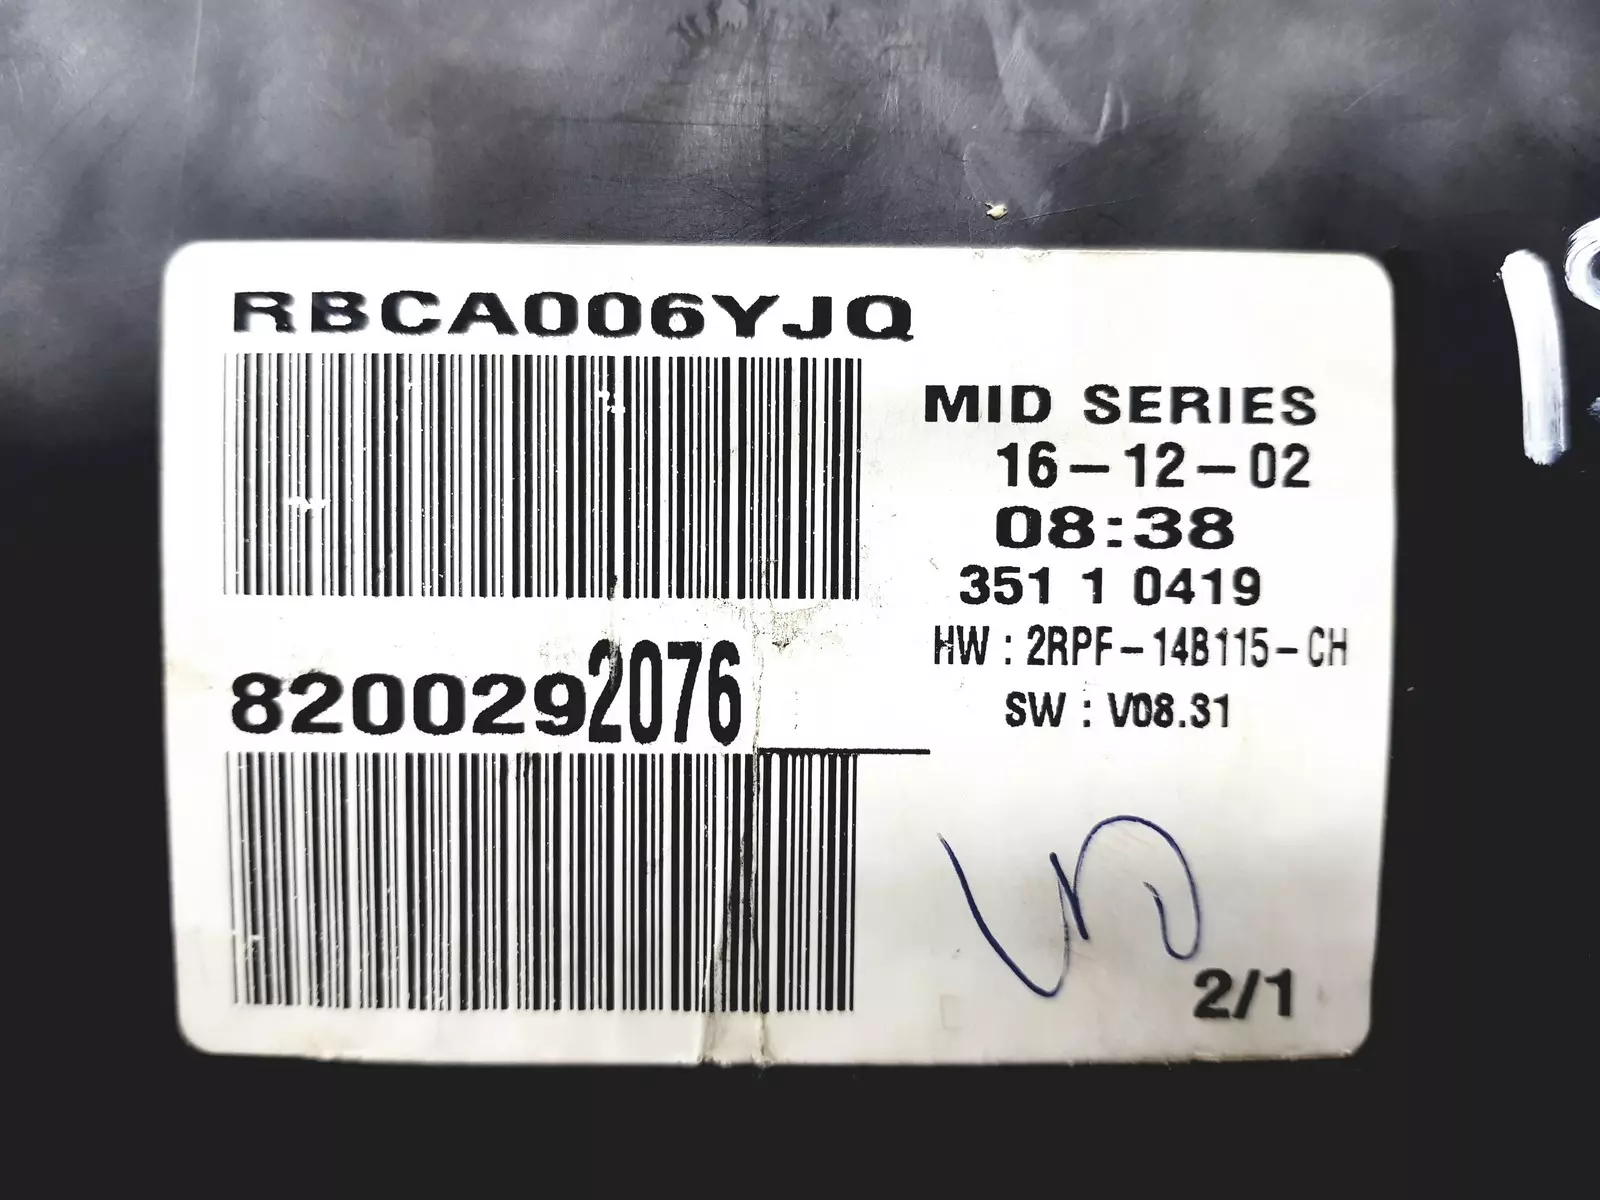 RBCA006YJQ
MID SERIES
16-12-02
08:38
351 1 0419
HW : 2RPF-14B115-CH
SW : V08.31
8200292076
2/1